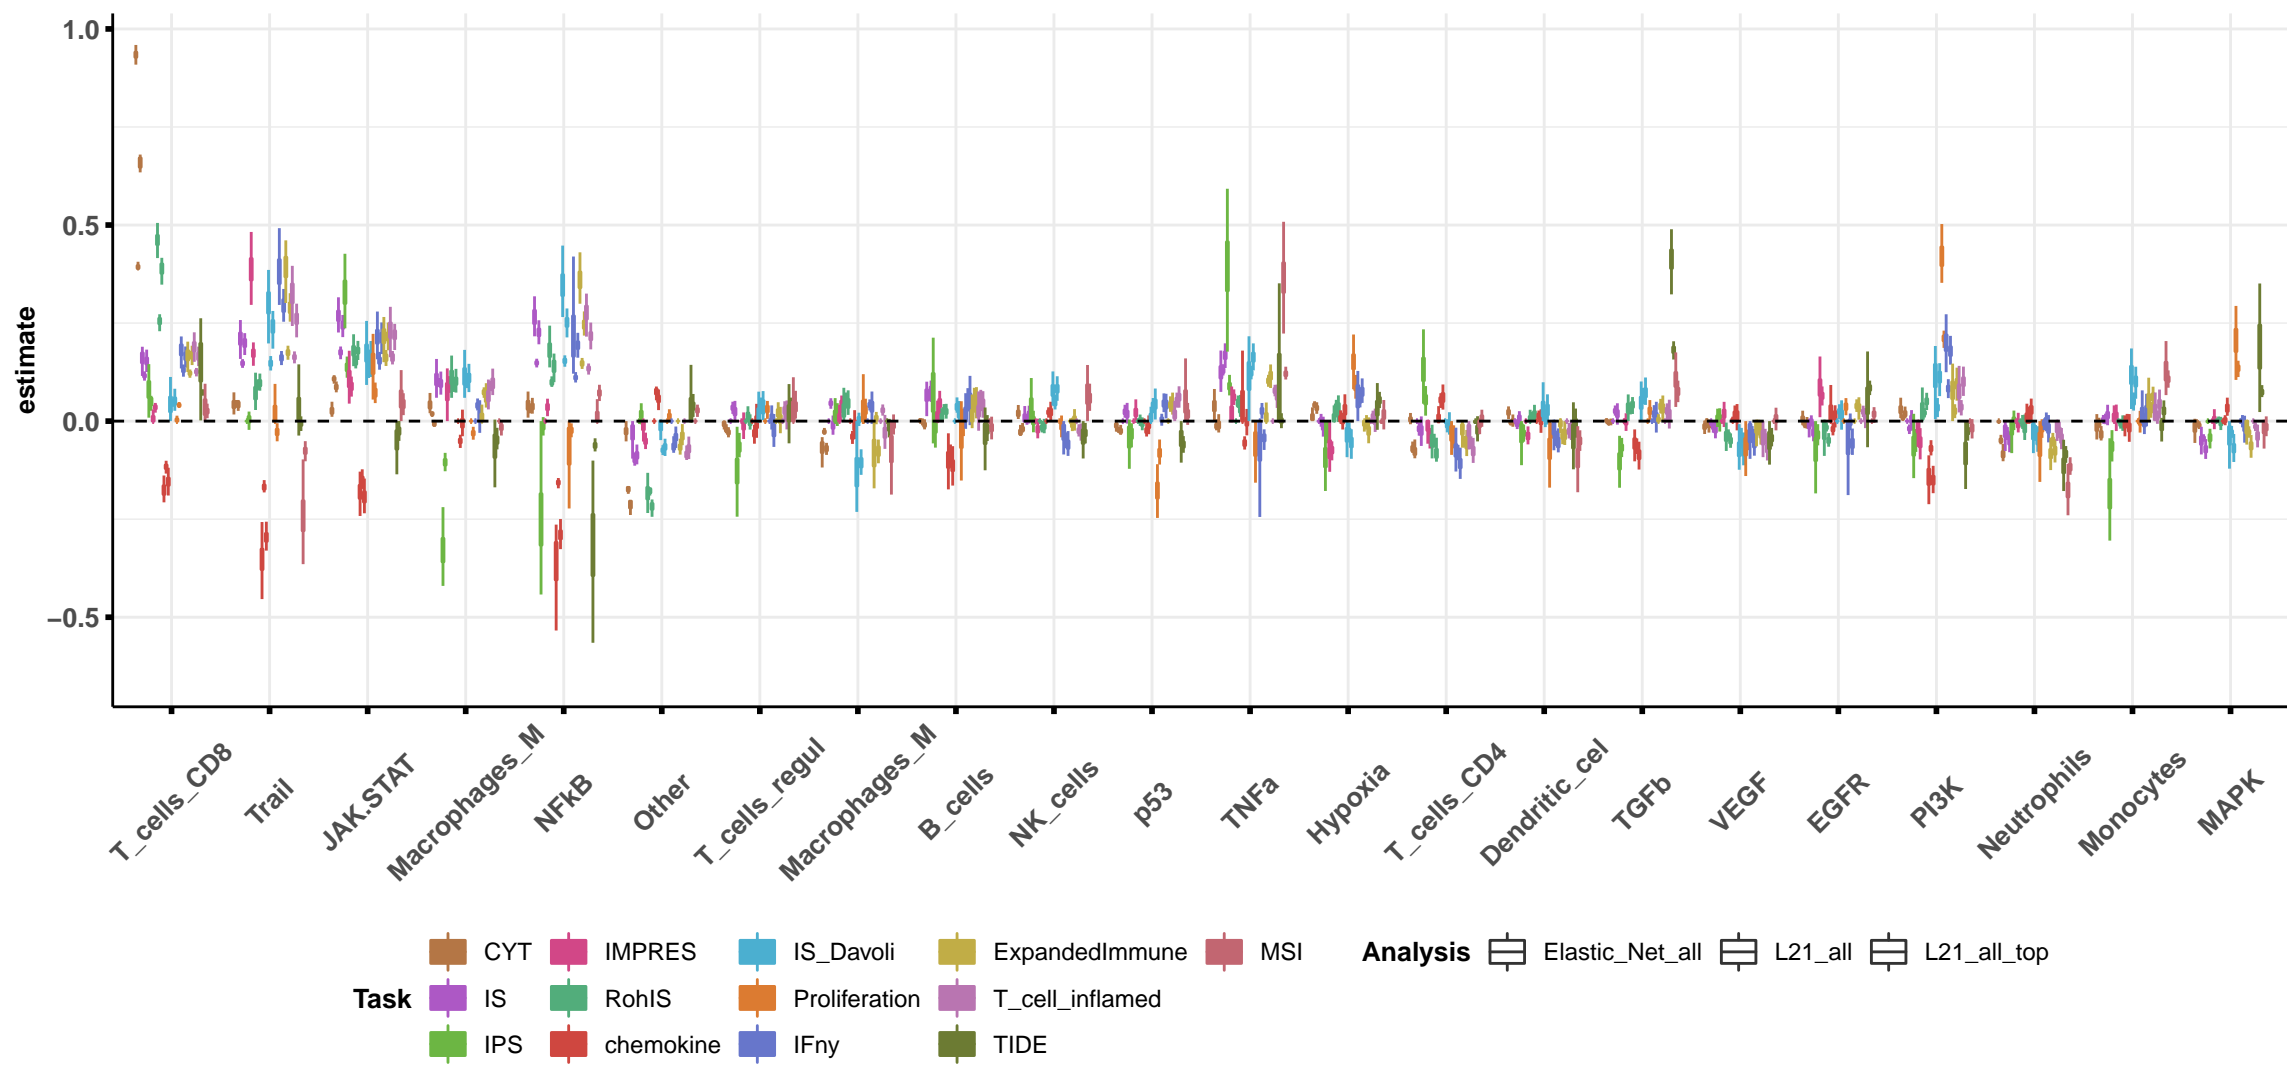 1.0
0.5
0.0
−0.5
estimate
T_cells_CD8
Trail
JAK.STAT
Macrophages_M
NFkB
Other
T_cells_regul
Macrophages_M
B_cells
NK_cells
p53
TNFa
Hypoxia
T_cells_CD4
Dendritic_cel
TGFb
VEGF
EGFR
PI3K
Neutrophils
Monocytes
MAPK
Task
CYT
IS
IPS
IMPRES
RohIS
chemokine
IS_Davoli
Proliferation
IFny
ExpandedImmune
T_cell_inflamed
TIDE
MSI
Analysis
Elastic_Net_all
L21_all
L21_all_top